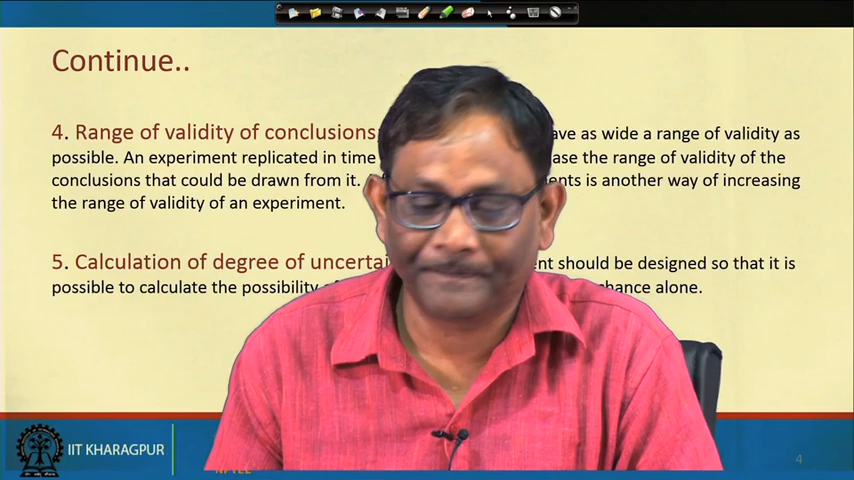 Continue..
4. Range of validity of conclusions ave as wide a range of validity as
possible. An experiment replicated in time ase the range of validity of the
conclusions that could be drawn from it. ents is another way of increasing
the range of validity of an experiment.
5. Calculation of degree of uncertai nt should be designed so that it is
possible to calculate the possibility chance alone.
IIT KHARAGPUR
NPTEL
4